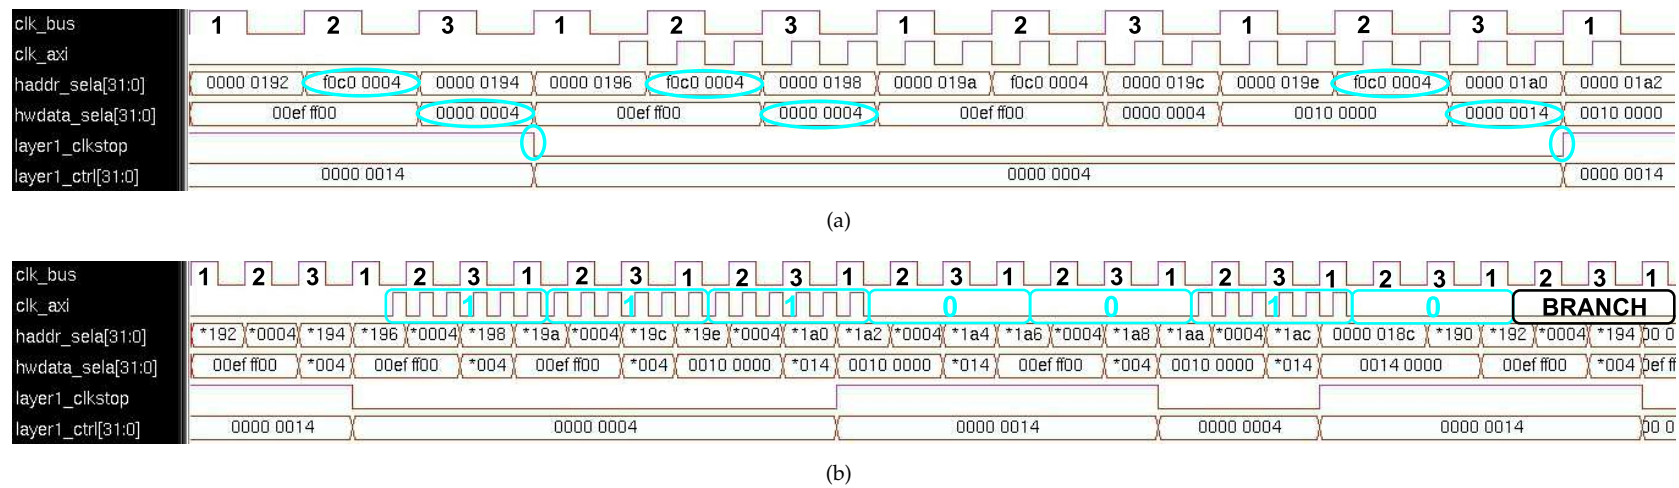 clk_bus 1 2 3 1 2 3 1 2 3 1 2 3 1
clk_axi
haddr_sela[31:0] 0000 0192 f0c0 0004 0000 0194 0000 0196 f0c0 0004 0000 0198 0000 019a f0c0 0004 0000 019c 0000 019e f0c0 0004 0000 01a0 0000 01a2
hwdata_sela[31:0] 00ef ff00 0000 0004 00ef ff00 0000 0004 00ef ff00 0000 0004 0010 0000 0000 0014 0010 0000
layer1_clkstop
layer1_ctrl[31:0] 0000 0014 0000 0004 0000 0014
(a)
clk_bus 1 2 3 1 2 3 1 2 3 1 2 3 1 2 3 1 2 3 1 2 3 1 2 3 1 2 3 1
clk_axi 1 1 1 0 0 1 0 BRANCH
haddr_sela[31:0] *192 *0004 *194 *196 *0004 *198 *19a *0004 *19c *19e *0004 *1a0 *1a2 *0004 *1a4 *1a6 *0004 *1a8 *1aa *0004 *1ac 0000 018c *190 *192 *0004 *194
hwdata_sela[31:0] 00ef ff00 *004 00ef ff00 *004 00ef ff00 *004 0010 0000 *014 0010 0000 *014 00ef ff00 *004 0010 0000 *014 0014 0000 00ef ff00 *004
layer1_clkstop
layer1_ctrl[31:0] 0000 0014 0000 0004 0000 0014 0000 0004 0000 0014
(b)